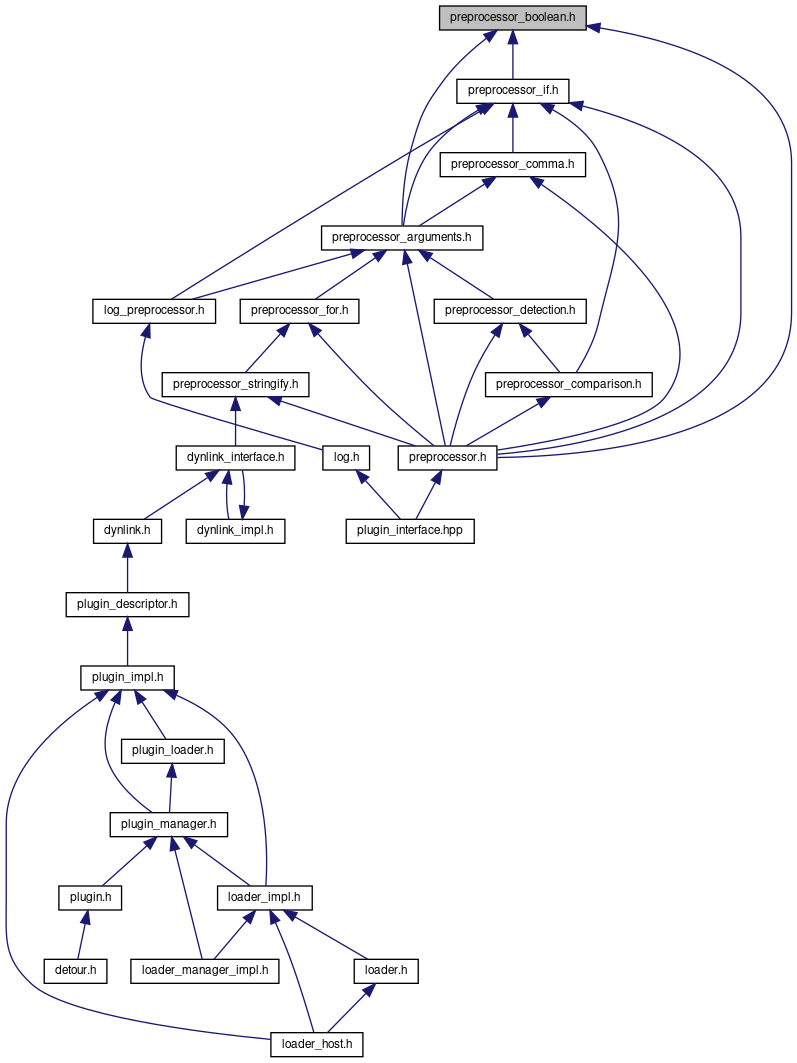 preprocessor_boolean.h
preprocessor_if.h
preprocessor_comma.h
preprocessor_arguments.h
log_preprocessor.h
preprocessor_for.h
preprocessor_detection.h
preprocessor_stringify.h
preprocessor_comparison.h
dynlink_interface.h
log.h
preprocessor.h
dynlink.h
dynlink_impl.h
plugin_interface.hpp
plugin_descriptor.h
plugin_impl.h
plugin_loader.h
plugin_manager.h
plugin.h
loader_impl.h
detour.h
loader_manager_impl.h
loader.h
loader_host.h